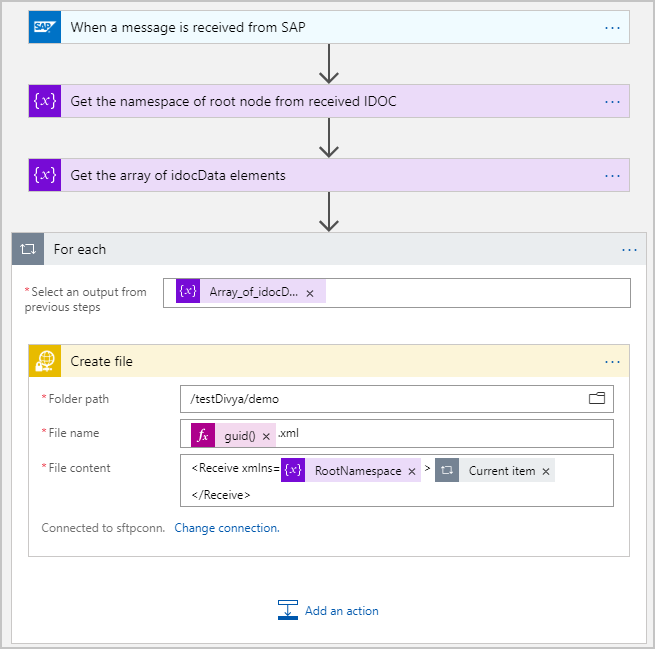 SAP When a message is received from SAP ...
{x} Get the namespace of root node from received IDOC ...
{x} Get the array of idocData elements ...
For each ...
*Select an output from
previous steps
{x} Array_of_idocD... ×
Create file ...
*Folder path /testDivya/demo
*File name fx guid() × .xml
*File content <Receive xmlns= {x} RootNamespace × > Current item ×
</Receive>
Connected to sftpconn. Change connection.
Add an action